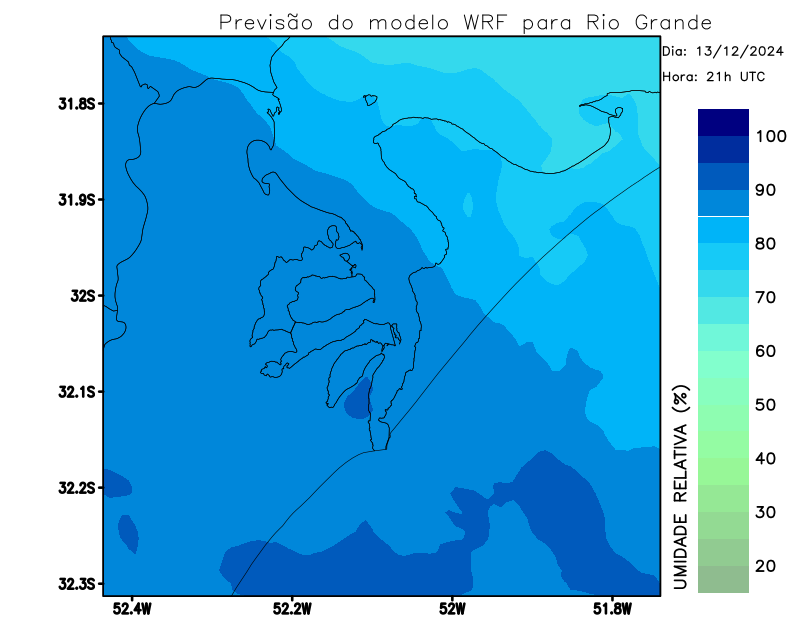 Previsão do modelo WRF para Rio Grande
Dia: 13/12/2024
Hora: 21h UTC
31.8S
31.9S
32S
32.1S
32.2S
32.3S
52.4W
52.2W
52W
51.8W
UMIDADE RELATIVA (%)
100
90
80
70
60
50
40
30
20